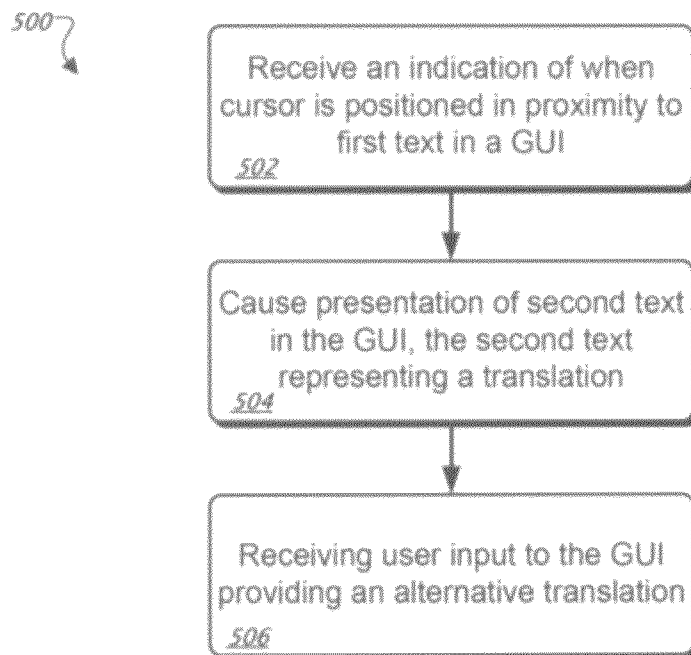 500
Receive an indication of when
cursor is positioned in proximity to
first text in a GUI
502
Cause presentation of second text
in the GUI, the second text
representing a translation
504
Receiving user input to the GUI
providing an alternative translation
506